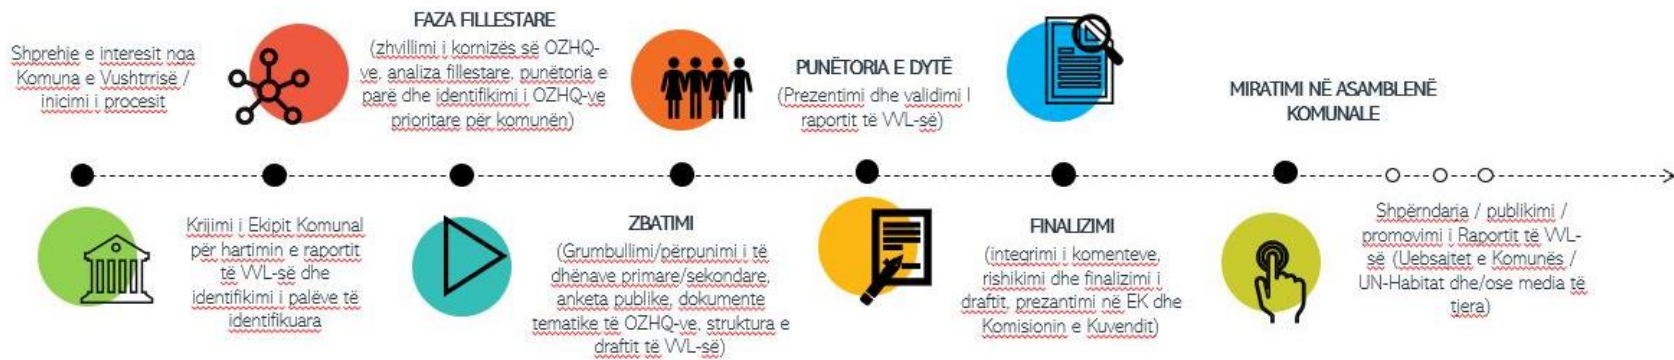 Shprehje e interesit nga
Komuna e Vushtrrisë /
inicimi i procesit
Krijimi i Ekipit Komunal
për hartimin e raportit
të VVL-së dhe
identifikimi i palëve të
identifikuara
FAZA FILLESTARE
(zhvillimi i kornizës së OZHQ-
ve, analiza fillestare, punëtoria e
parë dhe identifikimi i OZHQ-ve
prioritare për komunën)
ZBATIMI
(Grumbullimi/përpunimi i të
dhënave primare/sekondare,
anketa publike, dokumente
tematike të OZHQ-ve, struktura e
draftit të VVL-së)
PUNËTORIA E DYTË
(Prezentimi dhe validimi I
raportit të VVL-së)
FINALIZIMI
(integrimi i komenteve,
rishikimi dhe finalizimi i
draftit, prezantimi në EK dhe
Komisionin e Kuvendit)
MIRATIMI NË ASAMBLENË
KOMUNALE
Shpërndarja / publikimi /
promovimi i Raportit të VVL-
së (Uebsajtet e Komunës /
UN-Habitat dhe/ose media të
tjera)